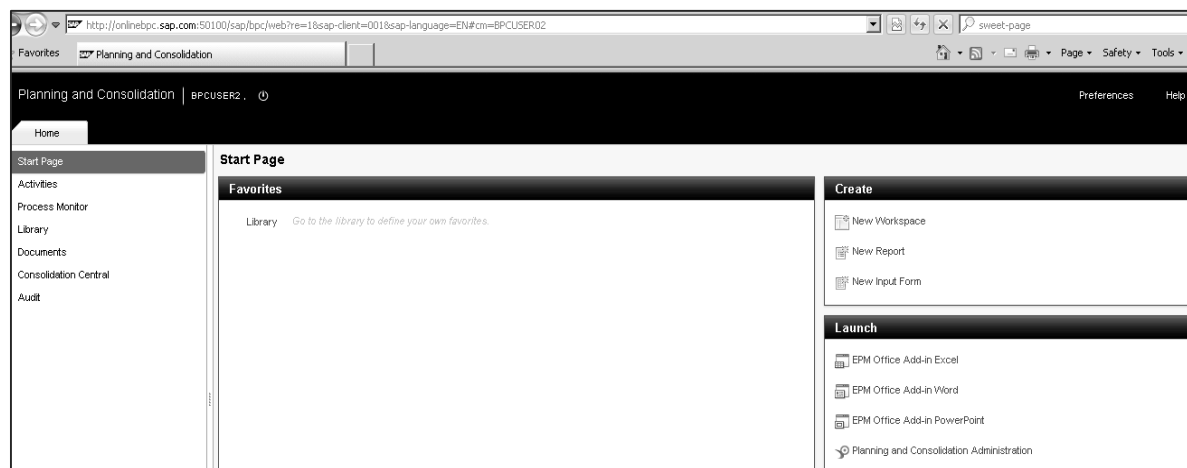 http://onlinebpc.sap.com:50100/sap/bpc/web?re=1&sap-client=001&sap-language=EN#cm=BPCUSER02
sweet-page
Favorites
Planning and Consolidation
Page
Safety
Tools
Planning and Consolidation | BPCUSER2,
Preferences
Help
Home
Start Page
Activities
Process Monitor
Library
Documents
Consolidation Central
Audit
Start Page
Favorites
Library Go to the library to define your own favorites.
Create
New Workspace
New Report
New Input Form
Launch
EPM Office Add-in Excel
EPM Office Add-in Word
EPM Office Add-in PowerPoint
Planning and Consolidation Administration